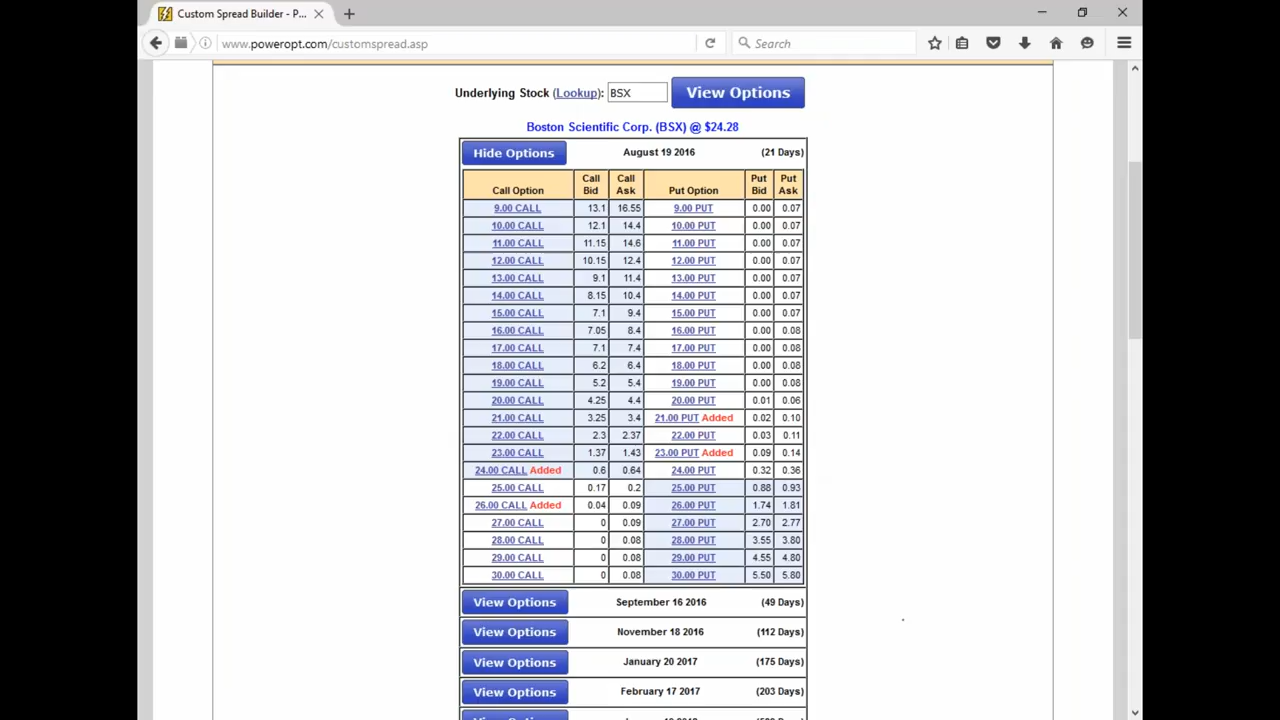 Custom Spread Builder - P...
www.poweropt.com/customspread.asp
Search
Underlying Stock (Lookup): BSX View Options
Boston Scientific Corp. (BSX) @ $24.28
Hide Options August 19 2016 (21 Days)
Call Option Call Bid Call Ask Put Option Put Bid Put Ask
9.00 CALL 13.1 16.55 9.00 PUT 0.00 0.07
10.00 CALL 12.1 14.4 10.00 PUT 0.00 0.07
11.00 CALL 11.15 14.6 11.00 PUT 0.00 0.07
12.00 CALL 10.15 12.4 12.00 PUT 0.00 0.07
13.00 CALL 9.1 11.4 13.00 PUT 0.00 0.07
14.00 CALL 8.15 10.4 14.00 PUT 0.00 0.07
15.00 CALL 7.1 9.4 15.00 PUT 0.00 0.07
16.00 CALL 7.05 8.4 16.00 PUT 0.00 0.08
17.00 CALL 7.1 7.4 17.00 PUT 0.00 0.08
18.00 CALL 6.2 6.4 18.00 PUT 0.00 0.08
19.00 CALL 5.2 5.4 19.00 PUT 0.00 0.08
20.00 CALL 4.25 4.4 20.00 PUT 0.01 0.06
21.00 CALL 3.25 3.4 21.00 PUT Added 0.02 0.10
22.00 CALL 2.3 2.37 22.00 PUT 0.03 0.11
23.00 CALL 1.37 1.43 23.00 PUT Added 0.09 0.14
24.00 CALL Added 0.6 0.64 24.00 PUT 0.32 0.36
25.00 CALL 0.17 0.2 25.00 PUT 0.88 0.93
26.00 CALL Added 0.04 0.09 26.00 PUT 1.74 1.81
27.00 CALL 0 0.09 27.00 PUT 2.70 2.77
28.00 CALL 0 0.08 28.00 PUT 3.55 3.80
29.00 CALL 0 0.08 29.00 PUT 4.55 4.80
30.00 CALL 0 0.08 30.00 PUT 5.50 5.80
View Options September 16 2016 (49 Days)
View Options November 18 2016 (112 Days)
View Options January 20 2017 (175 Days)
View Options February 17 2017 (203 Days)